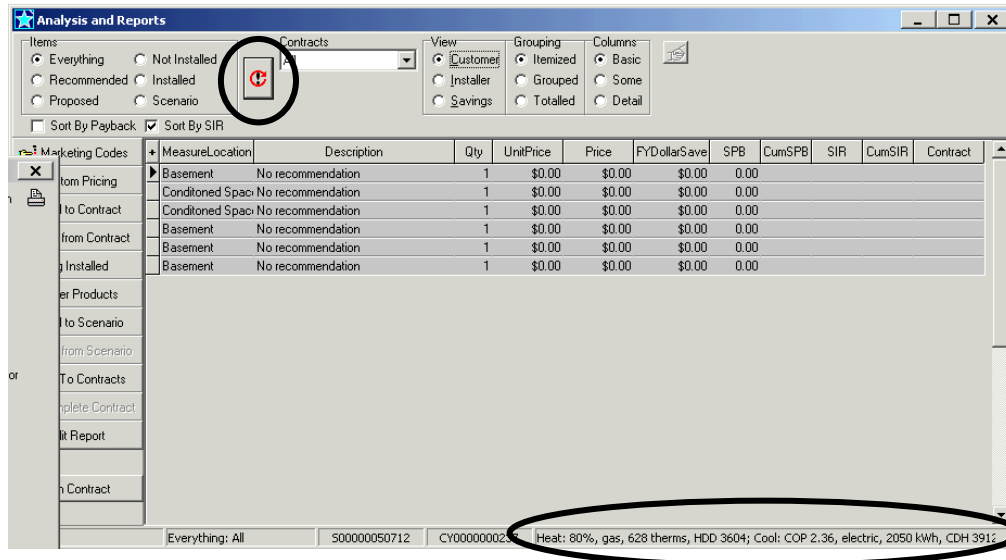 Analysis and Reports
Items
Contracts
View
Grouping
Columns
Everything Not Installed
Customer Itemized Basic
Recommended Installed
Installer Grouped Some
Proposed Scenario
Savings Totalled Detail
Sort By Payback Sort By SIR
Marketing Codes
+ MeasureLocation Description Qty UnitPrice Price FYDollarSave SPB CumSPB SIR CumSIR Contract
Basement No recommendation 1 $0.00 $0.00 $0.00 0.00
Conditoned Spac No recommendation 1 $0.00 $0.00 $0.00 0.00
Conditoned Spac No recommendation 1 $0.00 $0.00 $0.00 0.00
Basement No recommendation 1 $0.00 $0.00 $0.00 0.00
Basement No recommendation 1 $0.00 $0.00 $0.00 0.00
Basement No recommendation 1 $0.00 $0.00 $0.00 0.00
tom Pricing
to Contract
from Contract
Installed
er Products
to Scenario
from Scenario
or
To Contracts
plete Contract
it Report
Contract
Everything: All S00000050712 Heat: 80%, gas, 628 therms, HDD 3604; Cool: COP 2.36, electric, 2050 kWh, CDH 3912